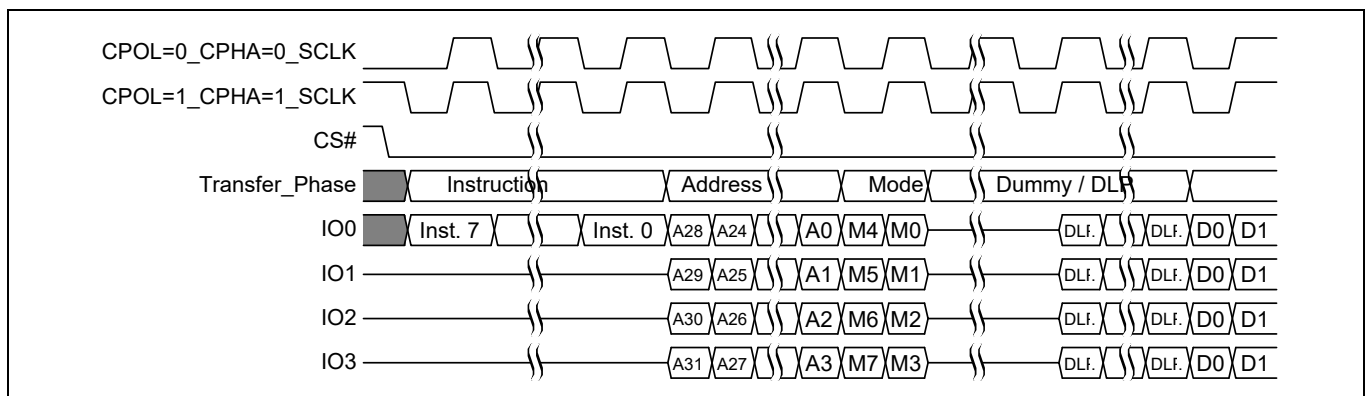 CPOL=0_CPHA=0_SCLK
CPOL=1_CPHA=1_SCLK
CS#
Transfer_Phase Instruction Address Mode Dummy / DLP
IO0 Inst. 7 Inst. 0 A28 A24 A0 M4 M0 DLP. DLP. D0 D1
IO1 A29 A25 A1 M5 M1 DLP. DLP. D0 D1
IO2 A30 A26 A2 M6 M2 DLP. DLP. D0 D1
IO3 A31 A27 A3 M7 M3 DLP. DLP. D0 D1